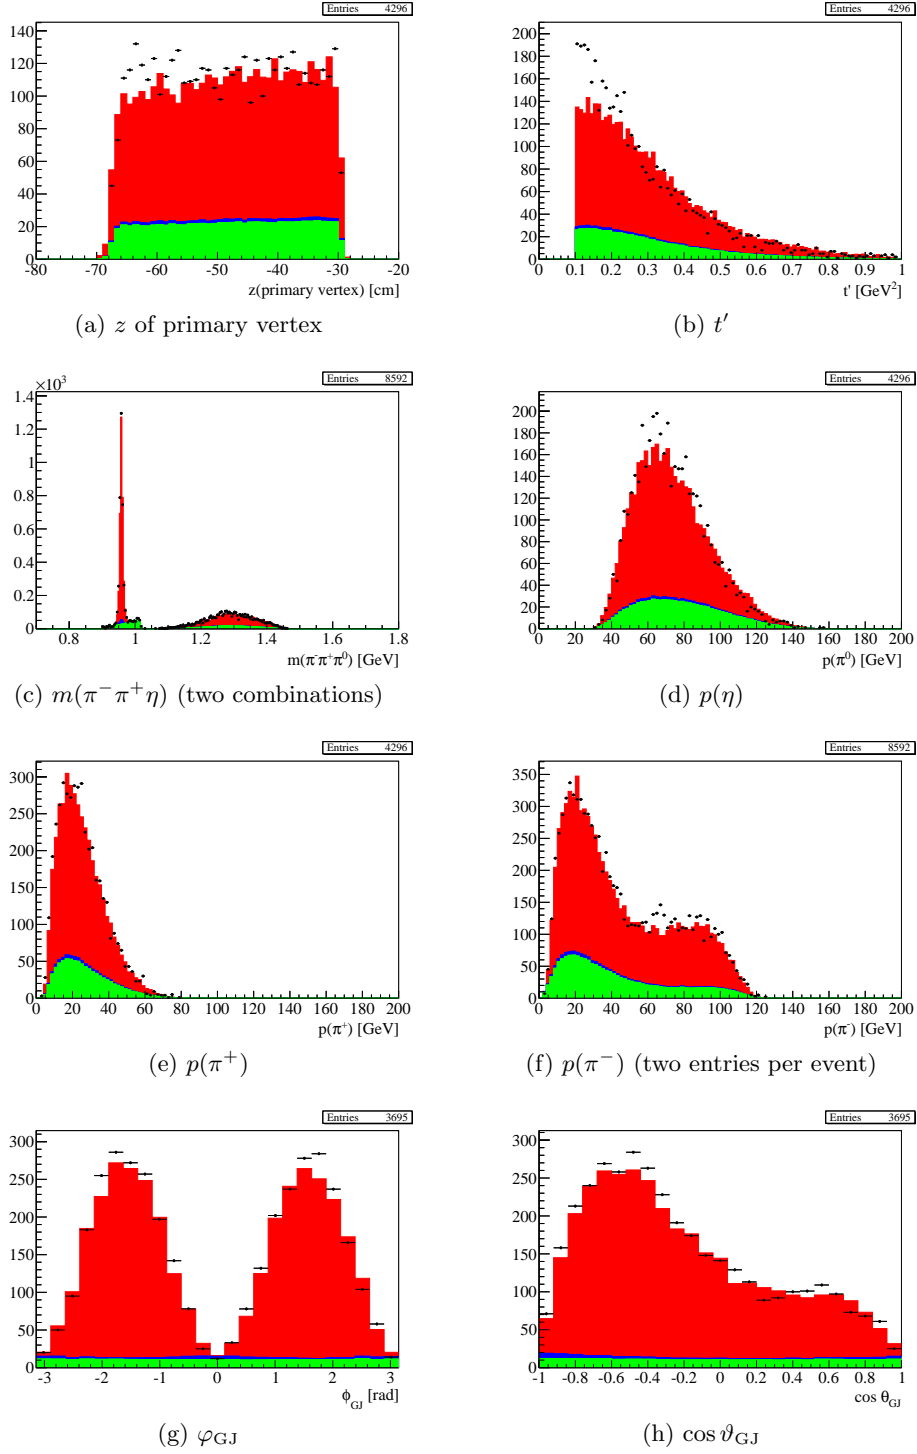 Entries 4296
140
120
100
80
60
40
20
0
-80 -70 -60 -50 -40 -30 -20
z(primary vertex) [cm]
(a) z of primary vertex
Entries 4296
200
180
160
140
120
100
80
60
40
20
0
0 0.1 0.2 0.3 0.4 0.5 0.6 0.7 0.8 0.9 1
t' [GeV²]
(b) t′
Entries 8592
×10³
1.4
1.2
1
0.8
0.6
0.4
0.2
0
0.8 1 1.2 1.4 1.6 1.8
m(π⁻π⁺π⁰) [GeV]
(c) m(π⁻π⁺η) (two combinations)
Entries 4296
200
180
160
140
120
100
80
60
40
20
0
0 20 40 60 80 100 120 140 160 180 200
p(π⁰) [GeV]
(d) p(η)
Entries 4296
300
250
200
150
100
50
0
0 20 40 60 80 100 120 140 160 180 200
p(π⁺) [GeV]
(e) p(π⁺)
Entries 8592
350
300
250
200
150
100
50
0
0 20 40 60 80 100 120 140 160 180 200
p(π⁻) [GeV]
(f) p(π⁻) (two entries per event)
Entries 3695
300
250
200
150
100
50
0
-3 -2 -1 0 1 2 3
ϕ_GJ [rad]
(g) φ_GJ
Entries 3695
300
250
200
150
100
50
0
-1 -0.8 -0.6 -0.4 -0.2 0 0.2 0.4 0.6 0.8 1
cos θ_GJ
(h) cos ϑ_GJ